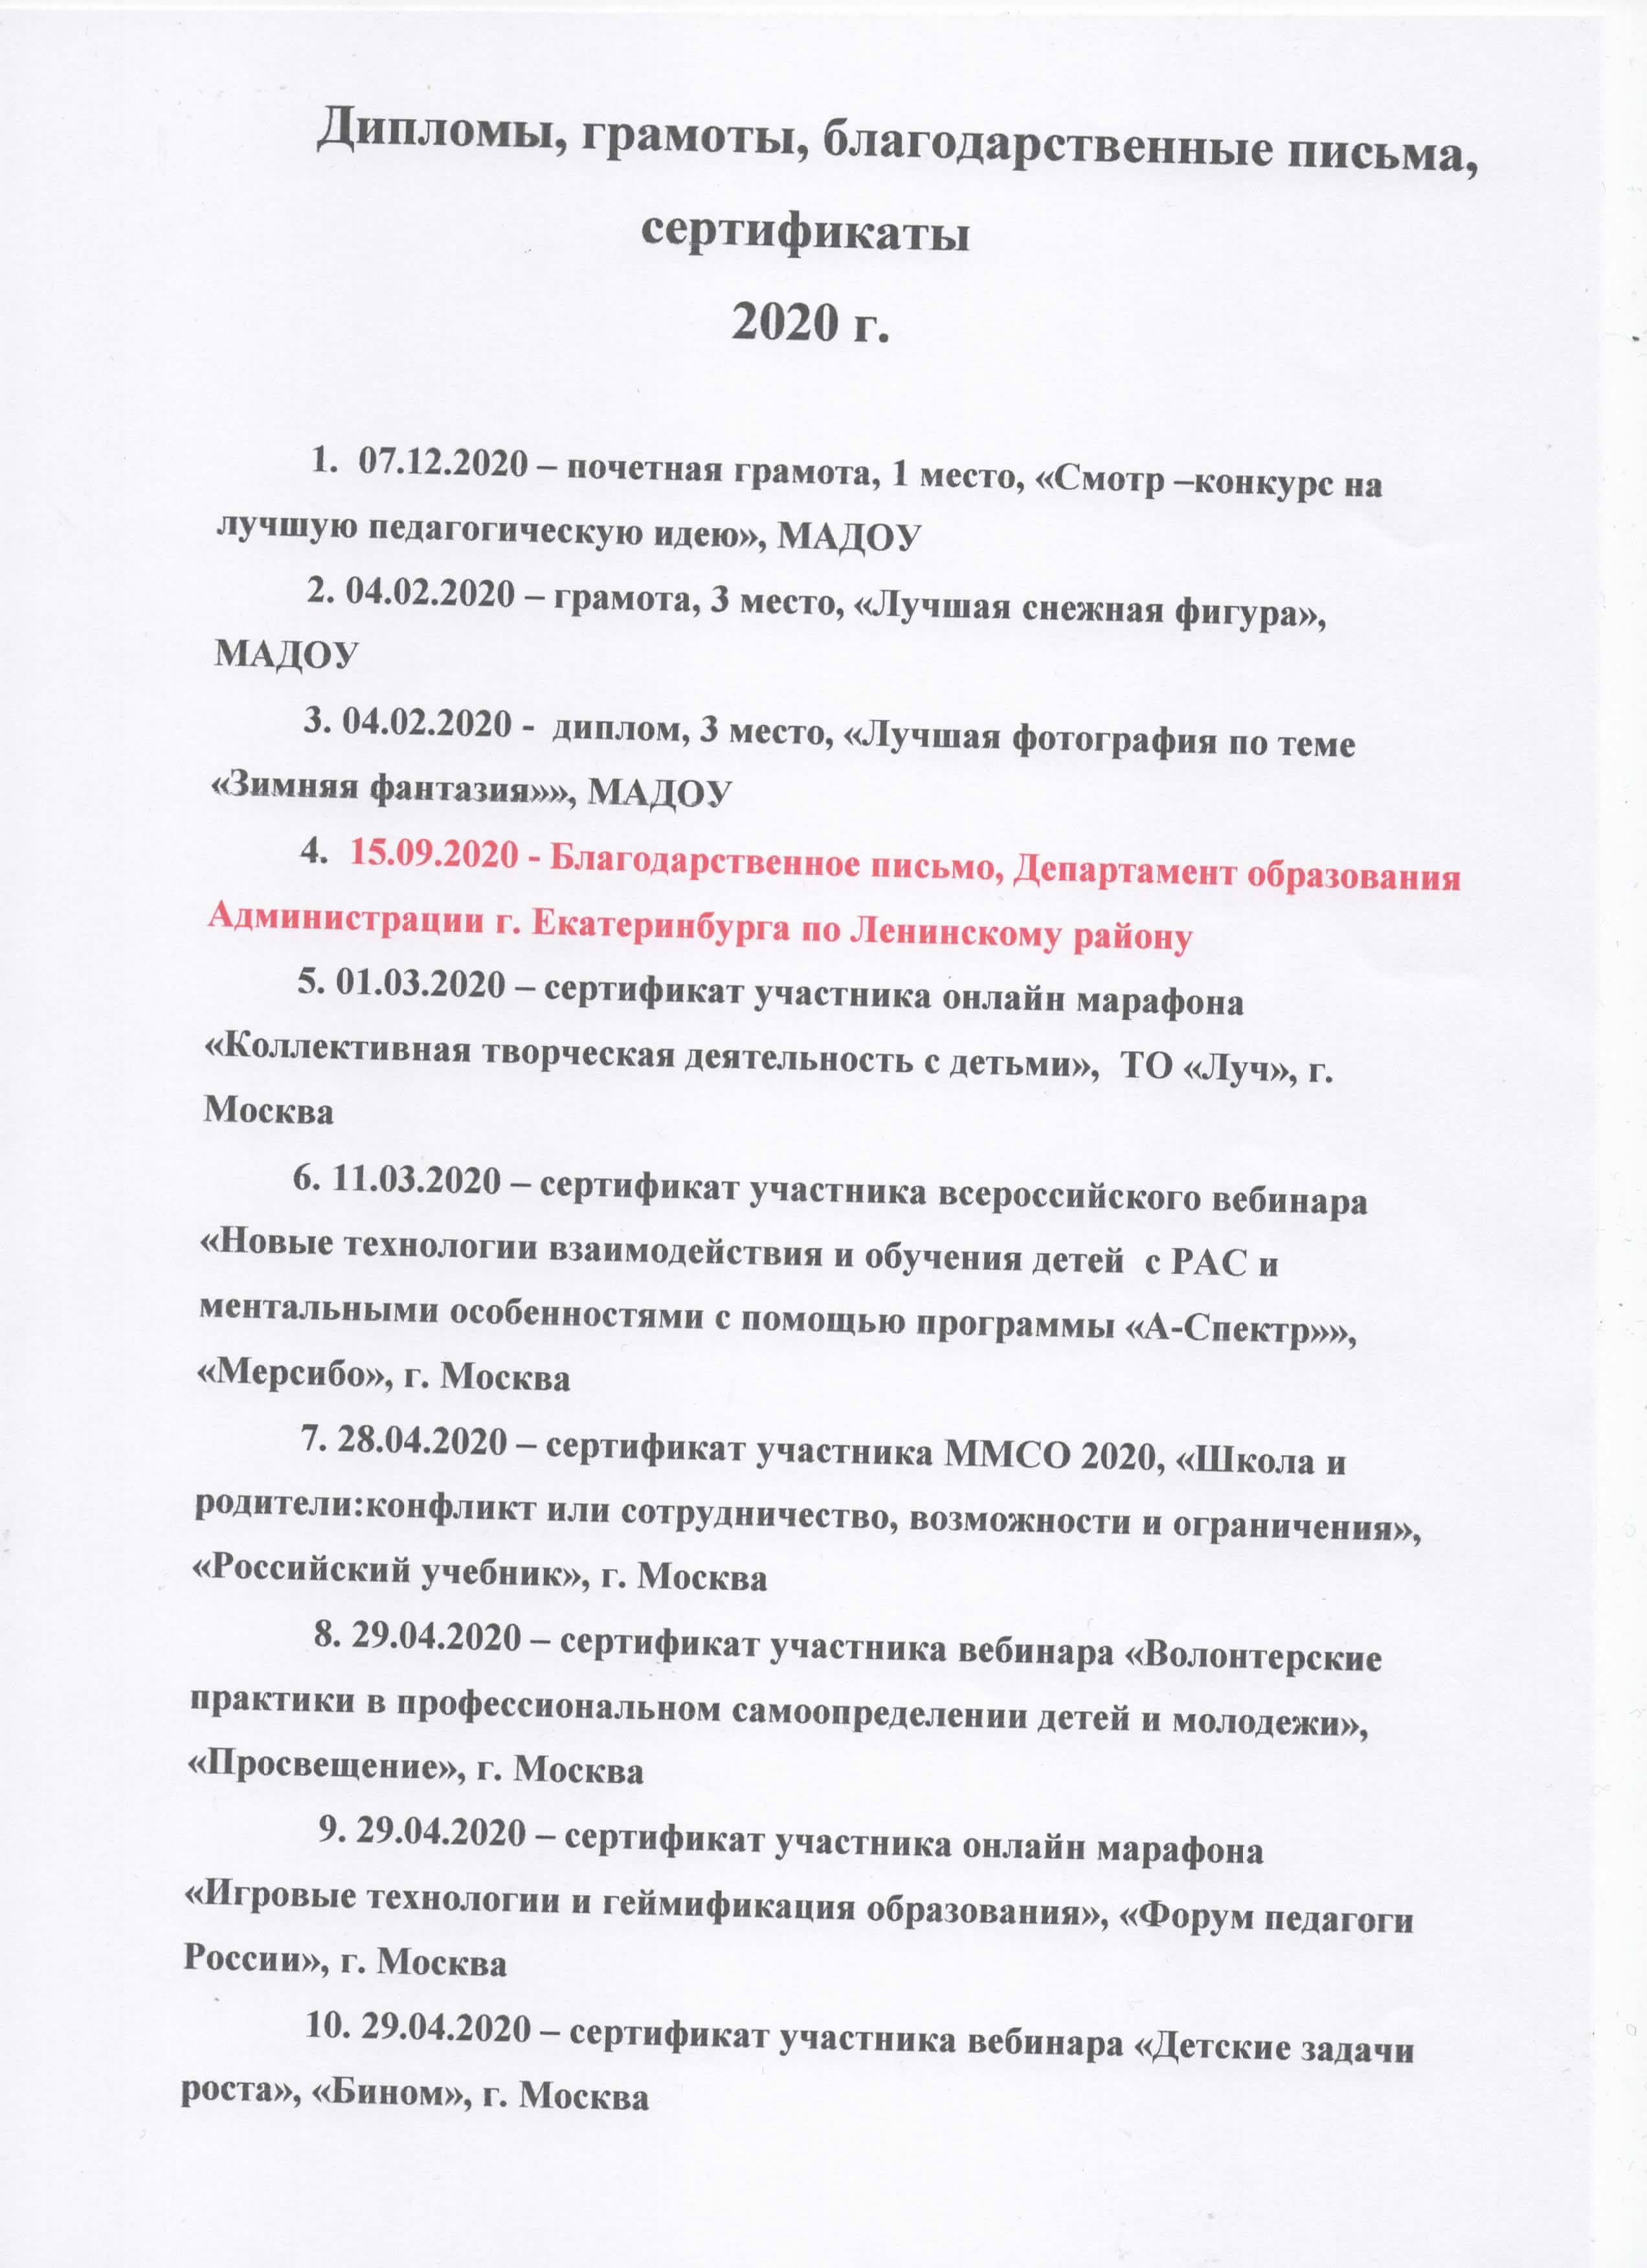 Дипломы, грамоты, благодарственные письма,
сертификаты
2020 г.
1. 07.12.2020 – почетная грамота, 1 место, «Смотр –конкурс на
лучшую педагогическую идею», МАДОУ
2. 04.02.2020 – грамота, 3 место, «Лучшая снежная фигура»,
МАДОУ
3. 04.02.2020 - диплом, 3 место, «Лучшая фотография по теме
«Зимняя фантазия»», МАДОУ
4. 15.09.2020 - Благодарственное письмо, Департамент образования
Администрации г. Екатеринбурга по Ленинскому району
5. 01.03.2020 – сертификат участника онлайн марафона
«Коллективная творческая деятельность с детьми», ТО «Луч», г.
Москва
6. 11.03.2020 – сертификат участника всероссийского вебинара
«Новые технологии взаимодействия и обучения детей с РАС и
ментальными особенностями с помощью программы «А-Спектр»»,
«Мерсибо», г. Москва
7. 28.04.2020 – сертификат участника ММСО 2020, «Школа и
родители:конфликт или сотрудничество, возможности и ограничения»,
«Российский учебник», г. Москва
8. 29.04.2020 – сертификат участника вебинара «Волонтерские
практики в профессиональном самоопределении детей и молодежи»,
«Просвещение», г. Москва
9. 29.04.2020 – сертификат участника онлайн марафона
«Игровые технологии и геймификация образования», «Форум педагоги
России», г. Москва
10. 29.04.2020 – сертификат участника вебинара «Детские задачи
роста», «Бином», г. Москва